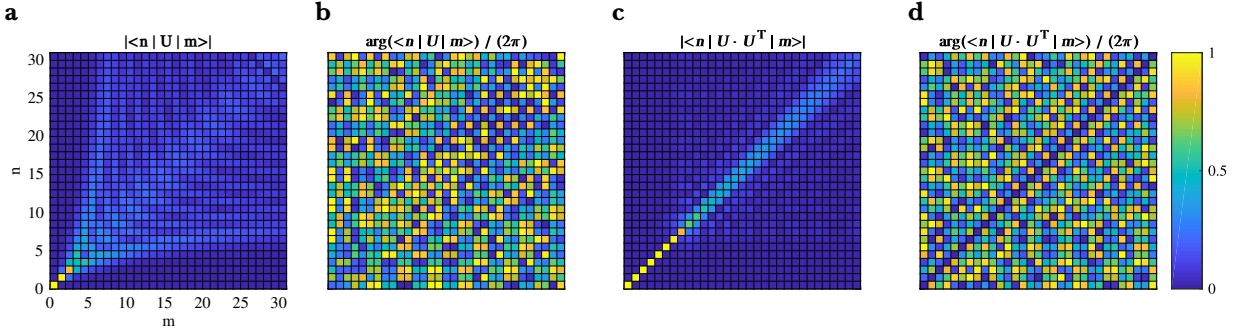 a
|<n | U | m>|
b
arg(<n | U | m>) / (2π)
c
|<n | U · U^T | m>|
d
arg(<n | U · U^T | m>) / (2π)
30
25
20
15
10
5
0
n
0 5 10 15 20 25 30
m
1
0.5
0